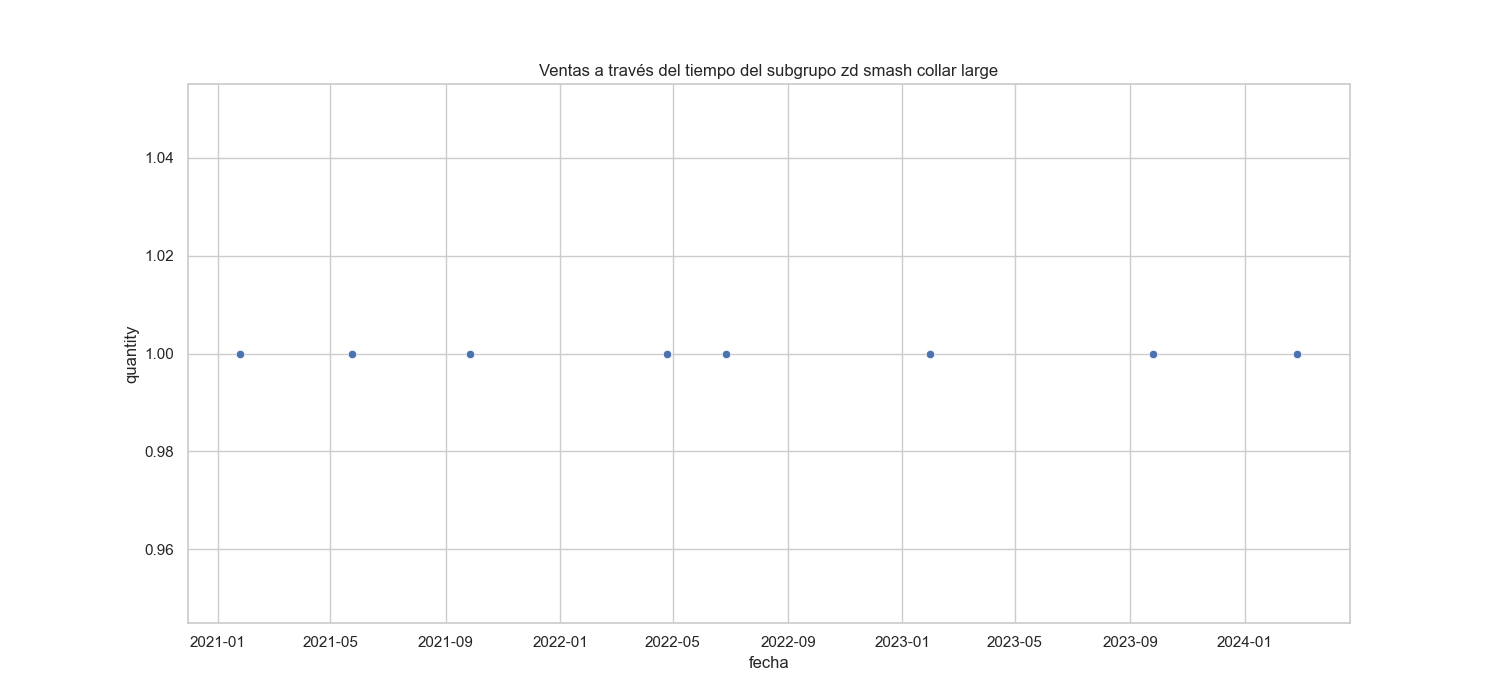 Ventas a través del tiempo del subgrupo zd smash collar large
1.04
1.02
1.00
0.98
0.96
quantity
2021-01 2021-05 2021-09 2022-01 2022-05 2022-09 2023-01 2023-05 2023-09 2024-01
fecha